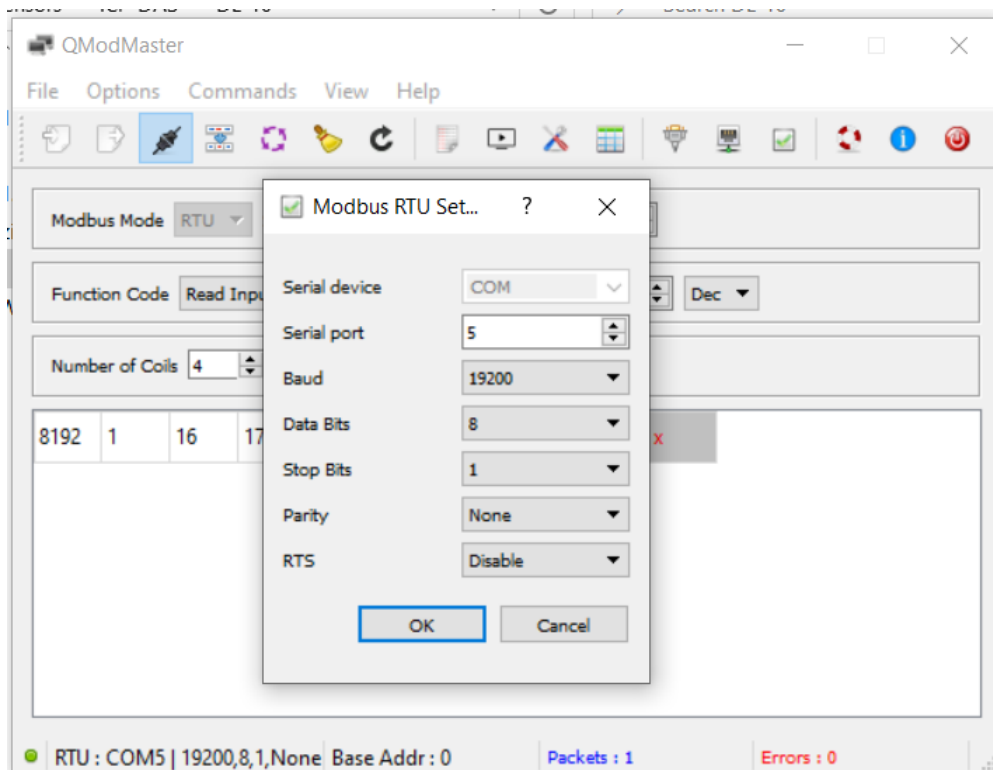 QModMaster
File Options Commands View Help
Modbus RTU Set... ?
Modbus Mode RTU
Serial device COM
Function Code Read Inpu Dec
Serial port 5
Number of Coils 4
Baud 19200
Data Bits 8
8192 1 16 17 x
Stop Bits 1
Parity None
RTS Disable
OK Cancel
RTU : COM5 | 19200,8,1,None Base Addr : 0 Packets : 1 Errors : 0